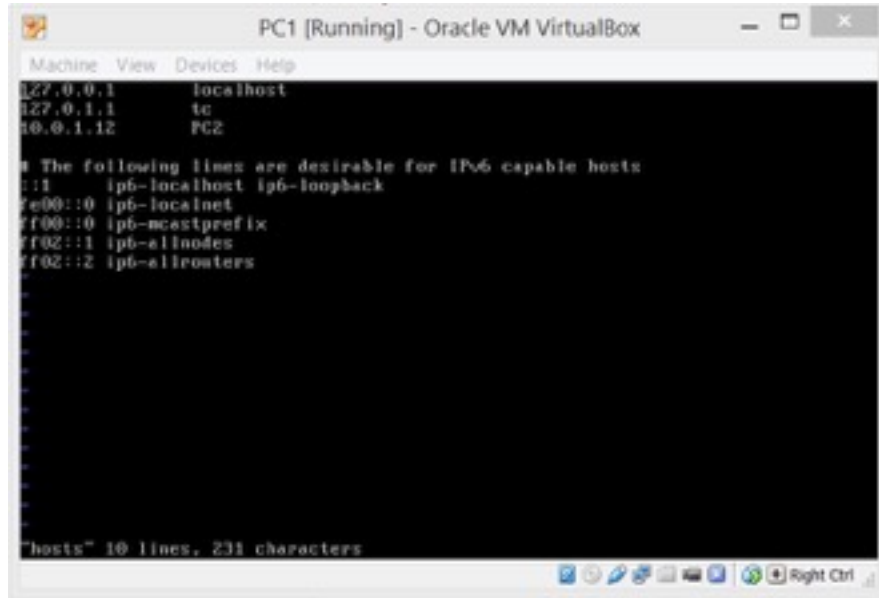 PC1 [Running] - Oracle VM VirtualBox
Machine View Devices Help
127.0.0.1 localhost
127.0.1.1 tc
10.0.1.12 PC2
# The following lines are desirable for IPv6 capable hosts
::1 ip6-localhost ip6-loopback
fe00::0 ip6-localnet
ff00::0 ip6-mcastprefix
ff02::1 ip6-allnodes
ff02::2 ip6-allrouters
~
~
~
~
~
~
~
~
~
~
~
~
~
"hosts" 10 lines, 231 characters
Right Ctrl